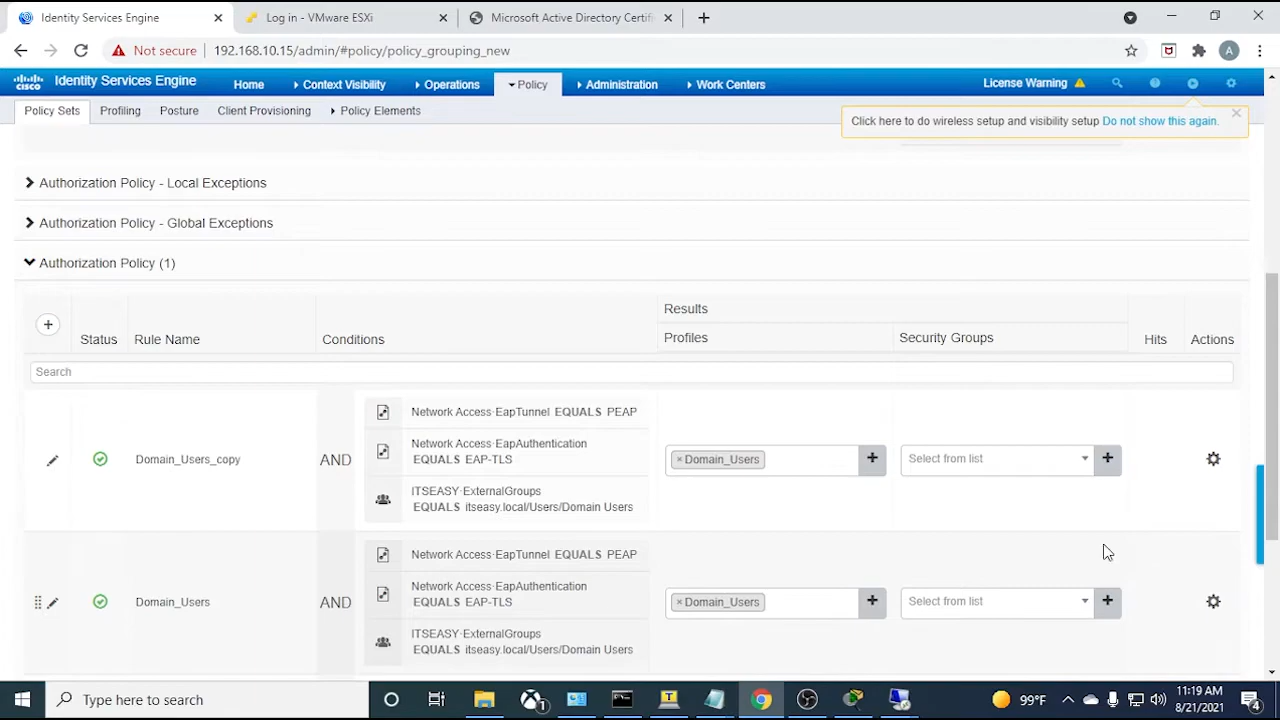 Identity Services Engine
Log in - VMware ESXi
Microsoft Active Directory Certifi
Not secure
192.168.10.15/admin/#policy/policy_grouping_new
A
CISCO
Identity Services Engine
Home
Context Visibility
Operations
Policy
Administration
Work Centers
License Warning
Policy Sets
Profiling
Posture
Client Provisioning
Policy Elements
Click here to do wireless setup and visibility setup Do not show this again.
Authorization Policy - Local Exceptions
Authorization Policy - Global Exceptions
Authorization Policy (1)
Results
Status
Rule Name
Conditions
Profiles
Security Groups
Hits
Actions
Search
Domain_Users_copy
AND
Network Access·EapTunnel EQUALS PEAP
Network Access·EapAuthentication
EQUALS EAP-TLS
ITSEASY·ExternalGroups
EQUALS itseasy.local/Users/Domain Users
× Domain_Users
Select from list
Domain_Users
AND
Network Access·EapTunnel EQUALS PEAP
Network Access·EapAuthentication
EQUALS EAP-TLS
ITSEASY·ExternalGroups
EQUALS itseasy.local/Users/Domain Users
× Domain_Users
Select from list
Type here to search
1
99°F
11:19 AM
8/21/2021
4